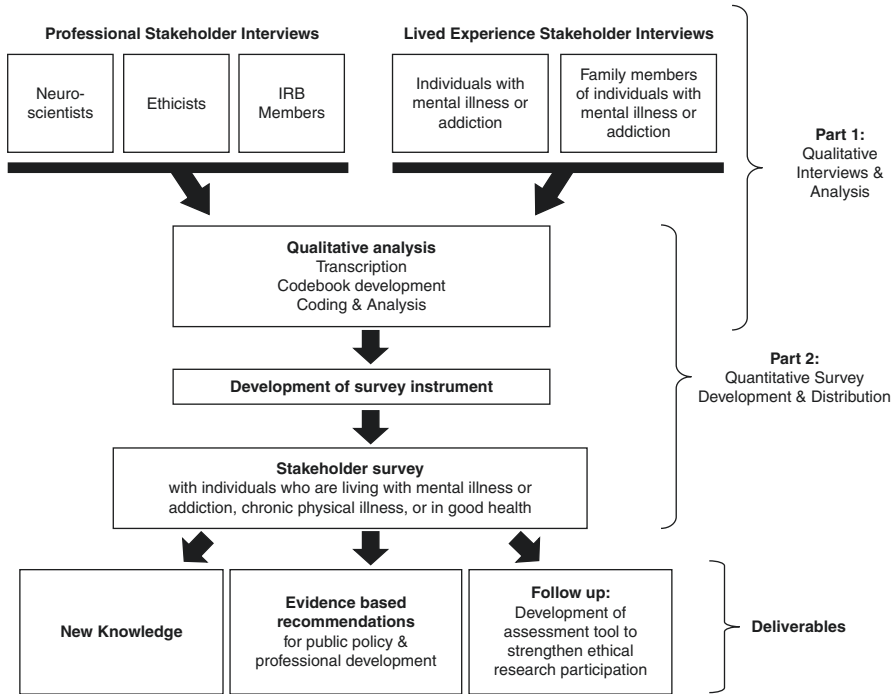 Professional Stakeholder Interviews
Neuro-
scientists
Ethicists
IRB
Members
Lived Experience Stakeholder Interviews
Individuals with
mental illness or
addiction
Family members
of individuals with
mental illness or
addiction
Part 1:
Qualitative
Interviews &
Analysis
Qualitative analysis
Transcription
Codebook development
Coding & Analysis
Development of survey instrument
Stakeholder survey
with individuals who are living with mental illness or
addiction, chronic physical illness, or in good health
Part 2:
Quantitative Survey
Development & Distribution
New Knowledge
Evidence based
recommendations
for public policy &
professional development
Follow up:
Development of
assessment tool to
strengthen ethical
research participation
Deliverables